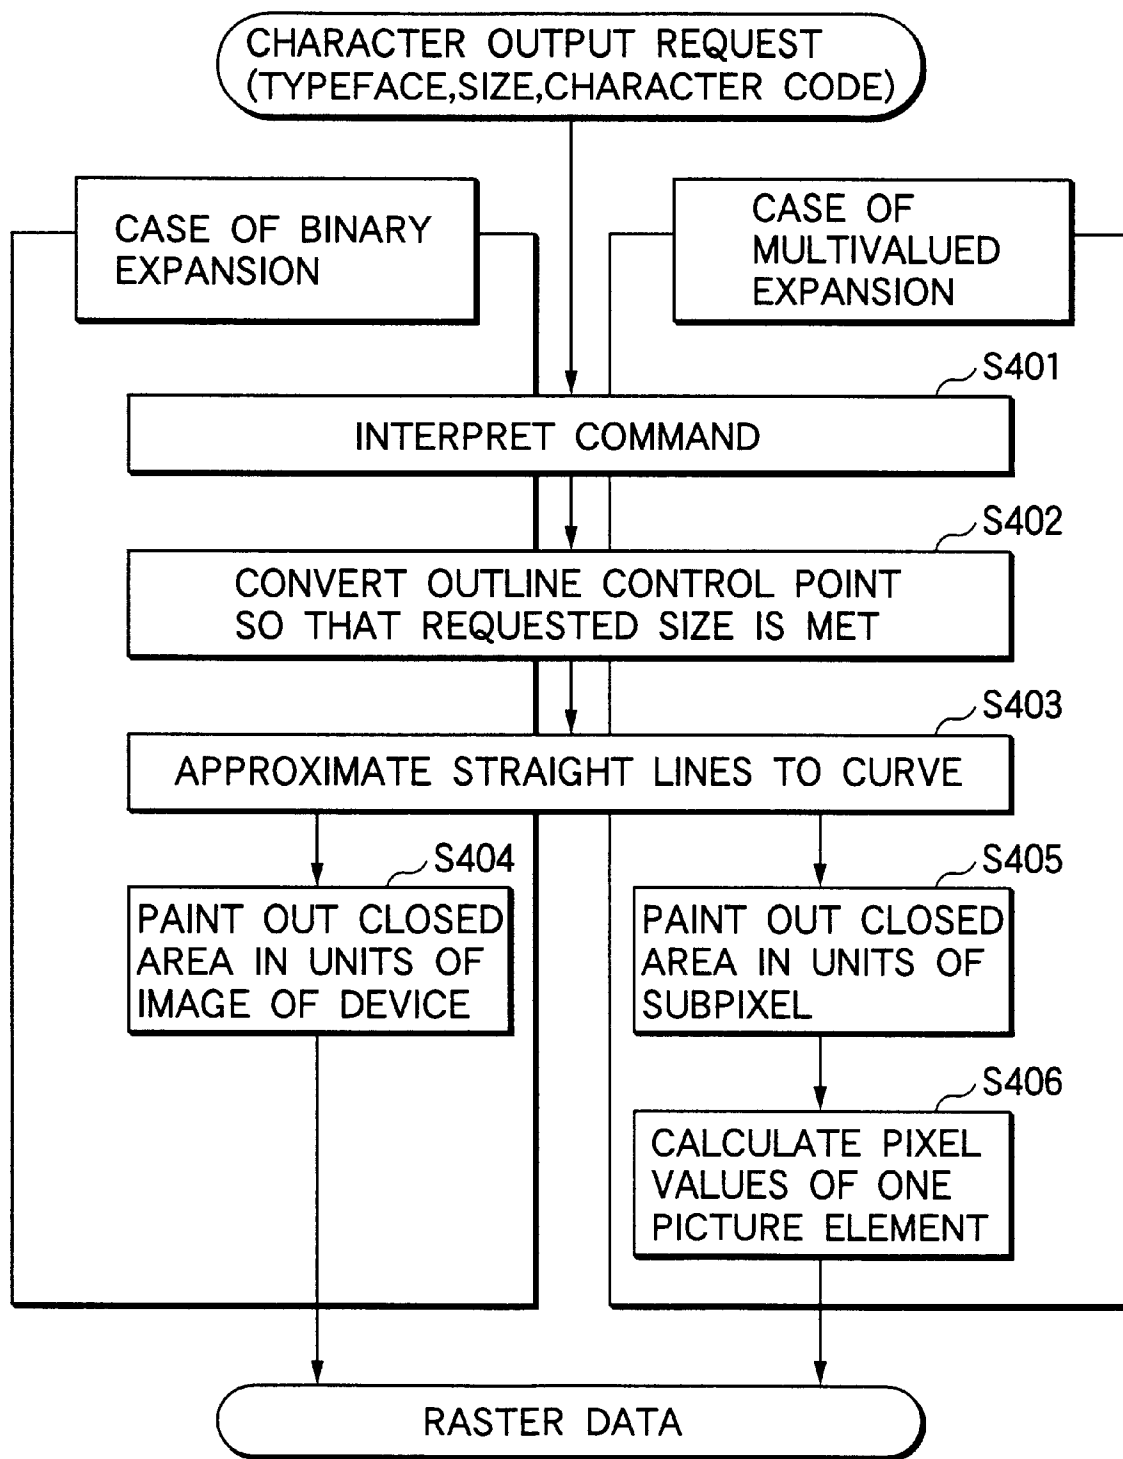 CHARACTER OUTPUT REQUEST
(TYPEFACE,SIZE,CHARACTER CODE)
CASE OF BINARY
EXPANSION
CASE OF
MULTIVALUED
EXPANSION
S401
INTERPRET COMMAND
S402
CONVERT OUTLINE CONTROL POINT
SO THAT REQUESTED SIZE IS MET
S403
APPROXIMATE STRAIGHT LINES TO CURVE
S404
PAINT OUT CLOSED
AREA IN UNITS OF
IMAGE OF DEVICE
S405
PAINT OUT CLOSED
AREA IN UNITS OF
SUBPIXEL
S406
CALCULATE PIXEL
VALUES OF ONE
PICTURE ELEMENT
RASTER DATA